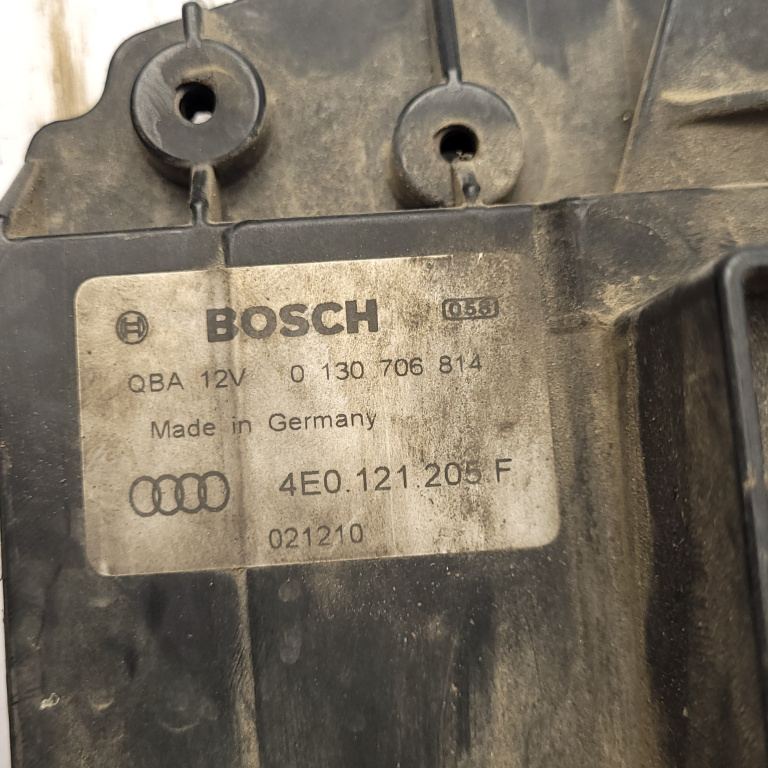 BOSCH 058
QBA 12V 0 130 706 814
Made in Germany
4E0.121.205 F
021210